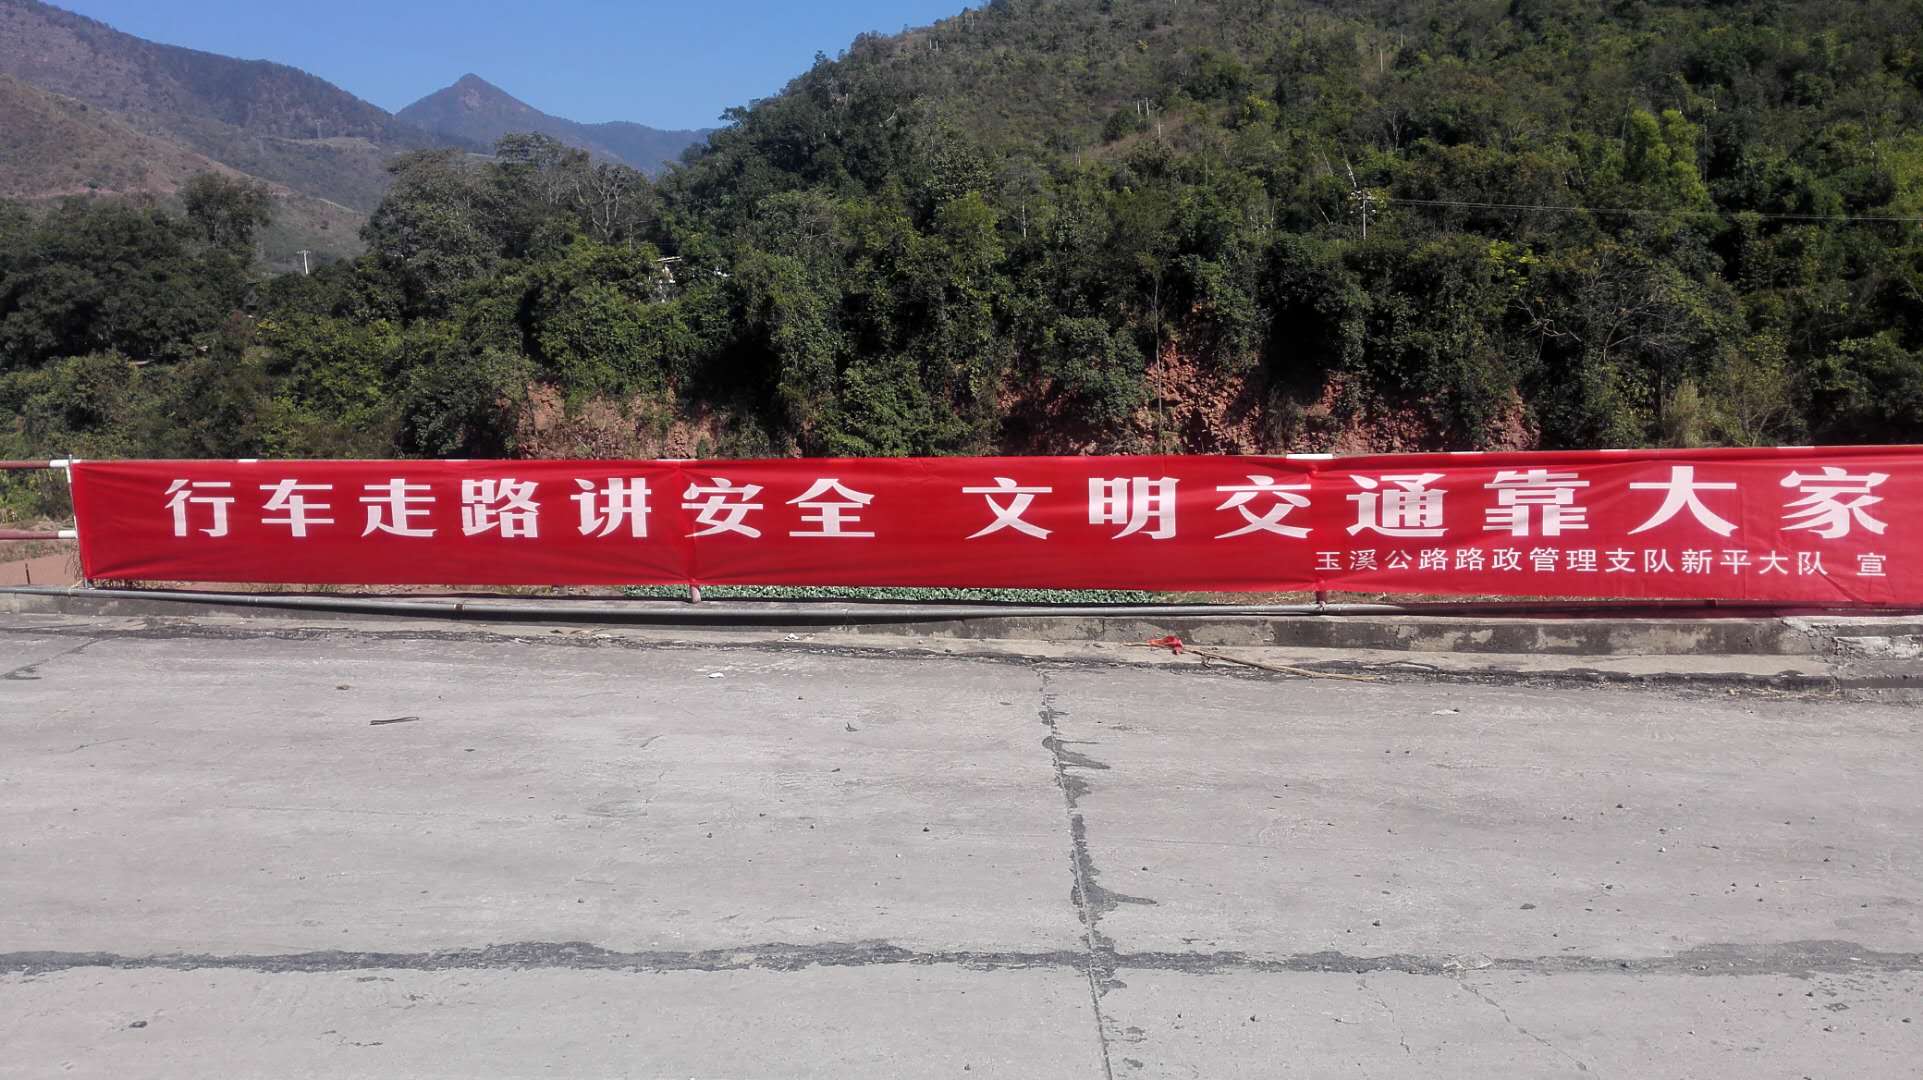 行车走路讲安全 文明交通靠大家
玉溪公路路政管理支队新平大队 宣